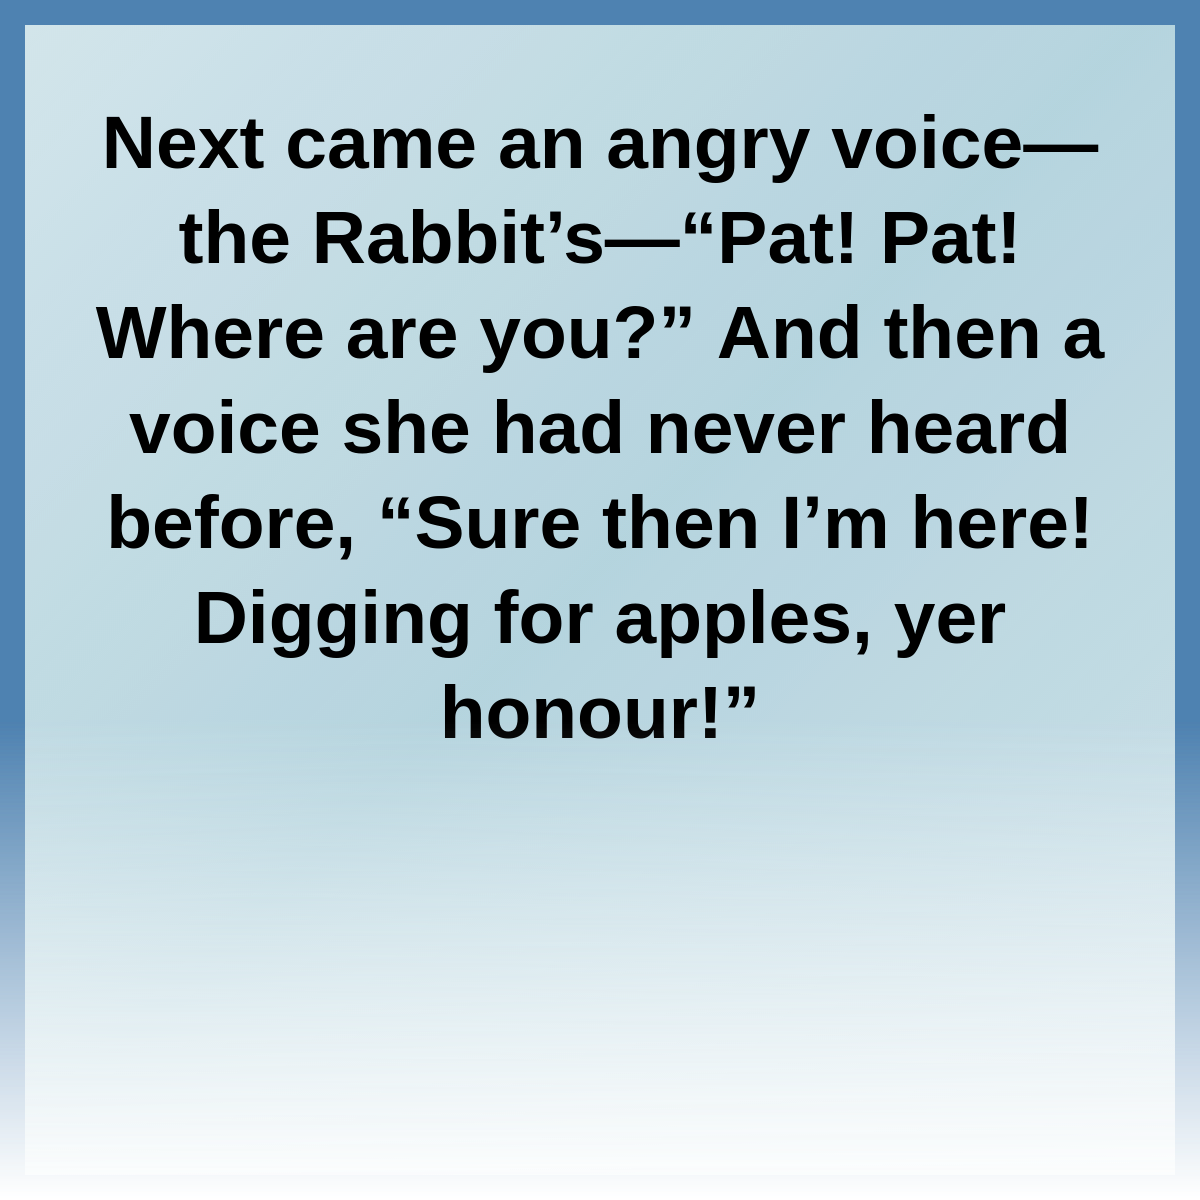 Next came an angry voice—
the Rabbit’s—“Pat! Pat!
Where are you?” And then a
voice she had never heard
before, “Sure then I’m here!
Digging for apples, yer
honour!”